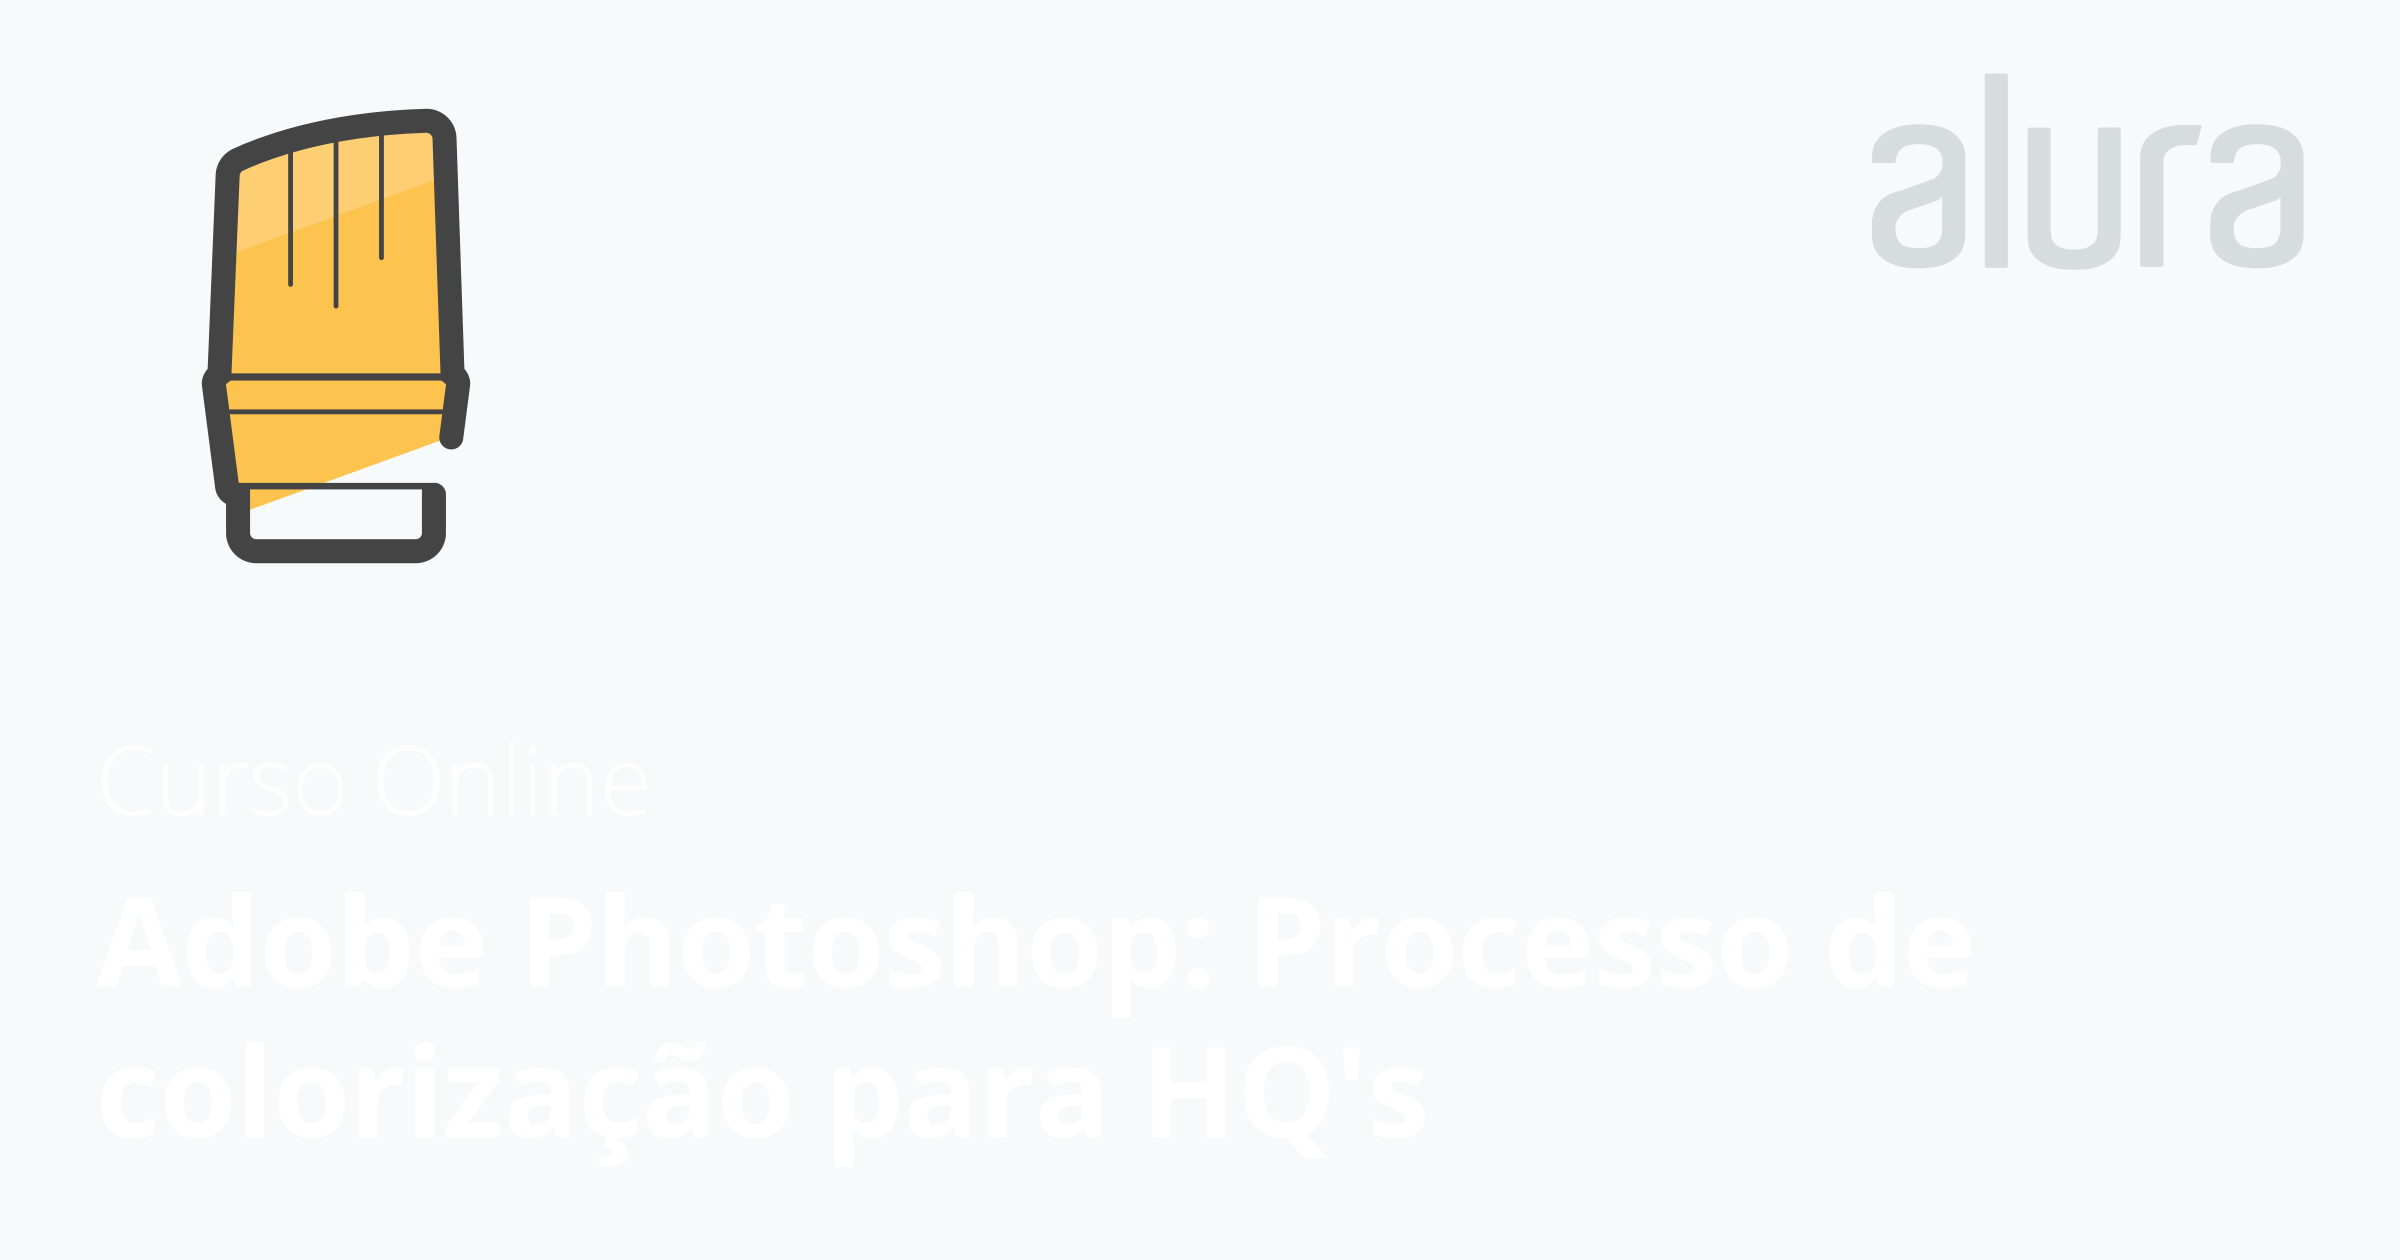 alura
Curso Online
Adobe Photoshop: Processo de
colorização para HQ's